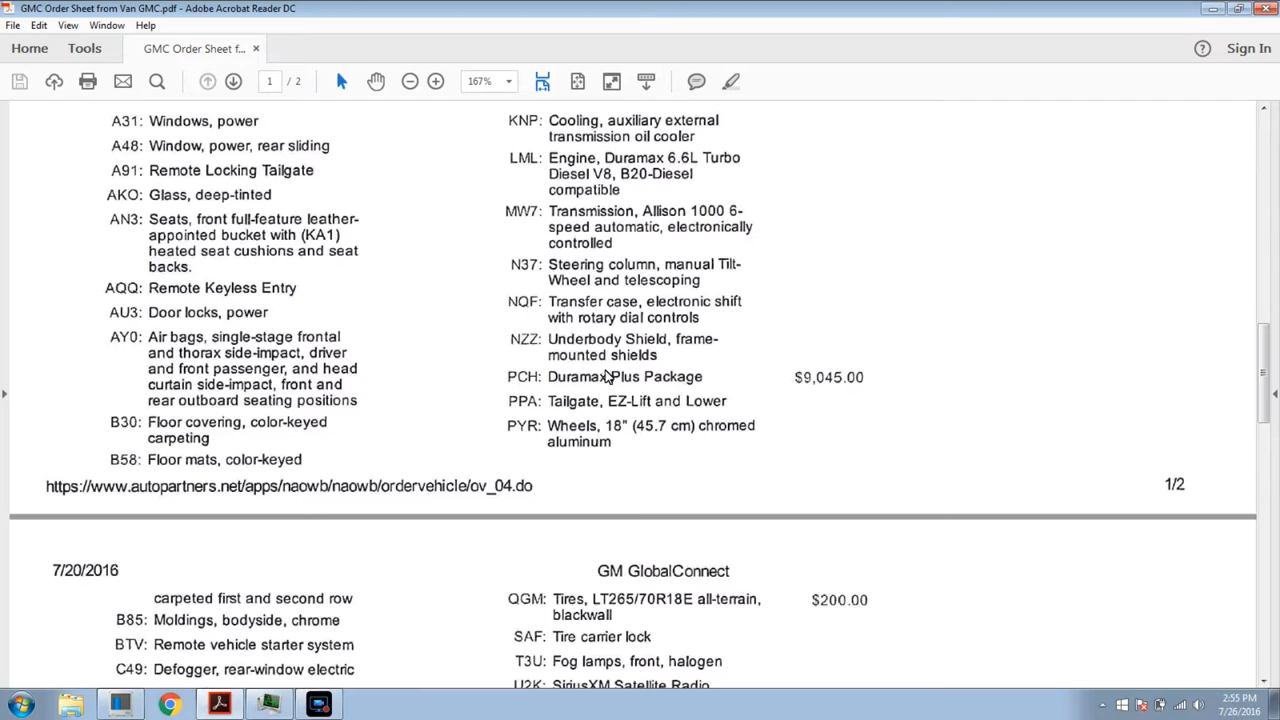 GMC Order Sheet from Van GMC.pdf - Adobe Acrobat Reader DC
File Edit View Window Help
Home Tools GMC Order Sheet f... × ? Sign In
1 / 2 167%
A31: Windows, power
A48: Window, power, rear sliding
A91: Remote Locking Tailgate
AKO: Glass, deep-tinted
AN3: Seats, front full-feature leather-
appointed bucket with (KA1)
heated seat cushions and seat
backs.
AQQ: Remote Keyless Entry
AU3: Door locks, power
AY0: Air bags, single-stage frontal
and thorax side-impact, driver
and front passenger, and head
curtain side-impact, front and
rear outboard seating positions
B30: Floor covering, color-keyed
carpeting
B58: Floor mats, color-keyed
KNP: Cooling, auxiliary external
transmission oil cooler
LML: Engine, Duramax 6.6L Turbo
Diesel V8, B20-Diesel
compatible
MW7: Transmission, Allison 1000 6-
speed automatic, electronically
controlled
N37: Steering column, manual Tilt-
Wheel and telescoping
NQF: Transfer case, electronic shift
with rotary dial controls
NZZ: Underbody Shield, frame-
mounted shields
PCH: Duramax Plus Package $9,045.00
PPA: Tailgate, EZ-Lift and Lower
PYR: Wheels, 18" (45.7 cm) chromed
aluminum
https://www.autopartners.net/apps/naowb/naowb/ordervehicle/ov_04.do 1/2
7/20/2016 GM GlobalConnect
carpeted first and second row
B85: Moldings, bodyside, chrome
BTV: Remote vehicle starter system
C49: Defogger, rear-window electric
QGM: Tires, LT265/70R18E all-terrain, $200.00
blackwall
SAF: Tire carrier lock
T3U: Fog lamps, front, halogen
U2K: SiriusXM Satellite Radio
2:55 PM
7/26/2016